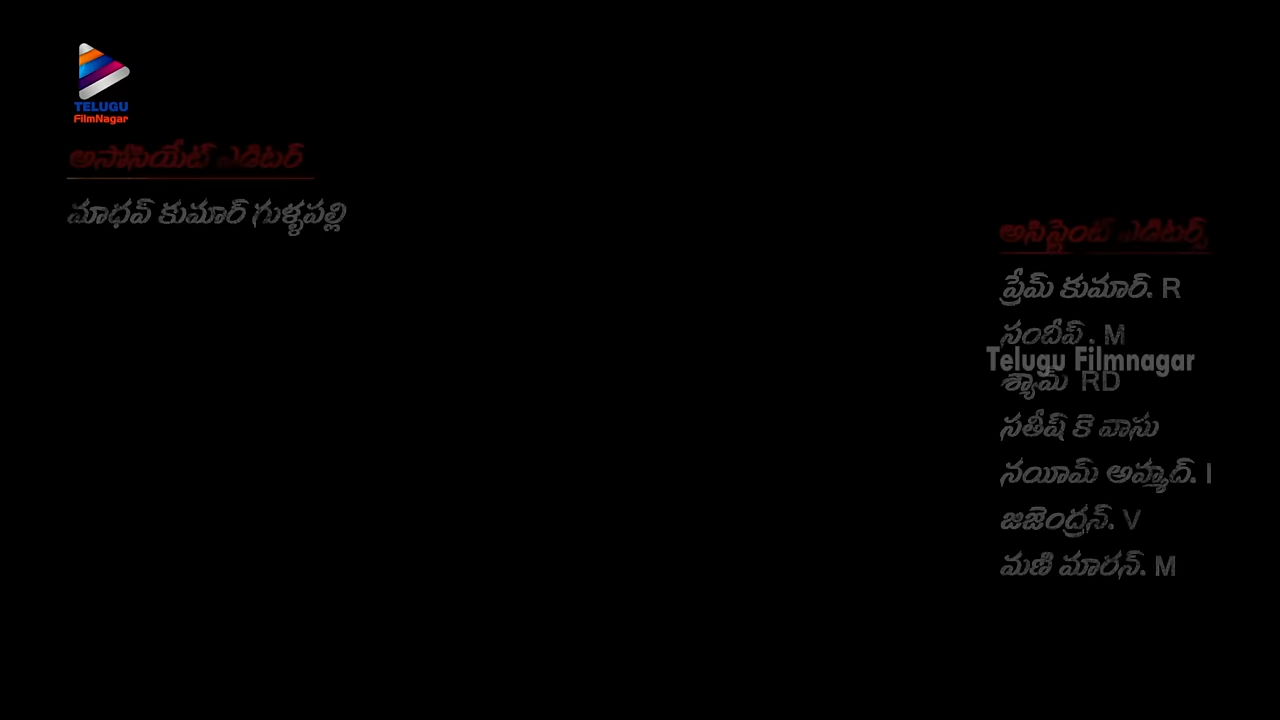 TELUGU
FilmNagar
అసోసియేట్ ఎడిటర్
మాధవ్ కుమార్ గుళ్ళపల్లి
అసిస్టెంట్ ఎడిటర్స్
ప్రేమ్ కుమార్. R
సందీప్ . M
Telugu Filmnagar
శ్యామ్ RD
సతీష్ కె వాసు
నయీమ్ అహ్మద్. I
జిజెంద్రన్. V
మణి మారన్. M